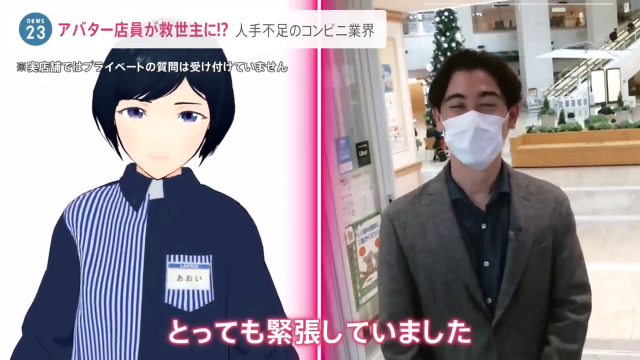 news 23
アバター店員が救世主に!? 人手不足のコンビニ業界
※実店舗ではプライベートの質問は受け付けていません
LAWSON
あおい
とっても緊張していました